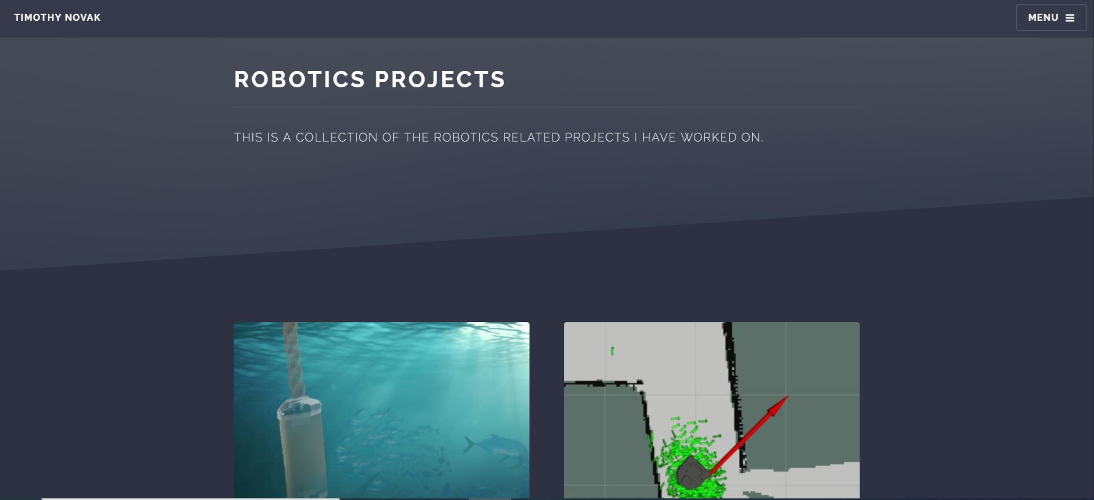 TIMOTHY NOVAK
MENU
ROBOTICS PROJECTS
THIS IS A COLLECTION OF THE ROBOTICS RELATED PROJECTS I HAVE WORKED ON.